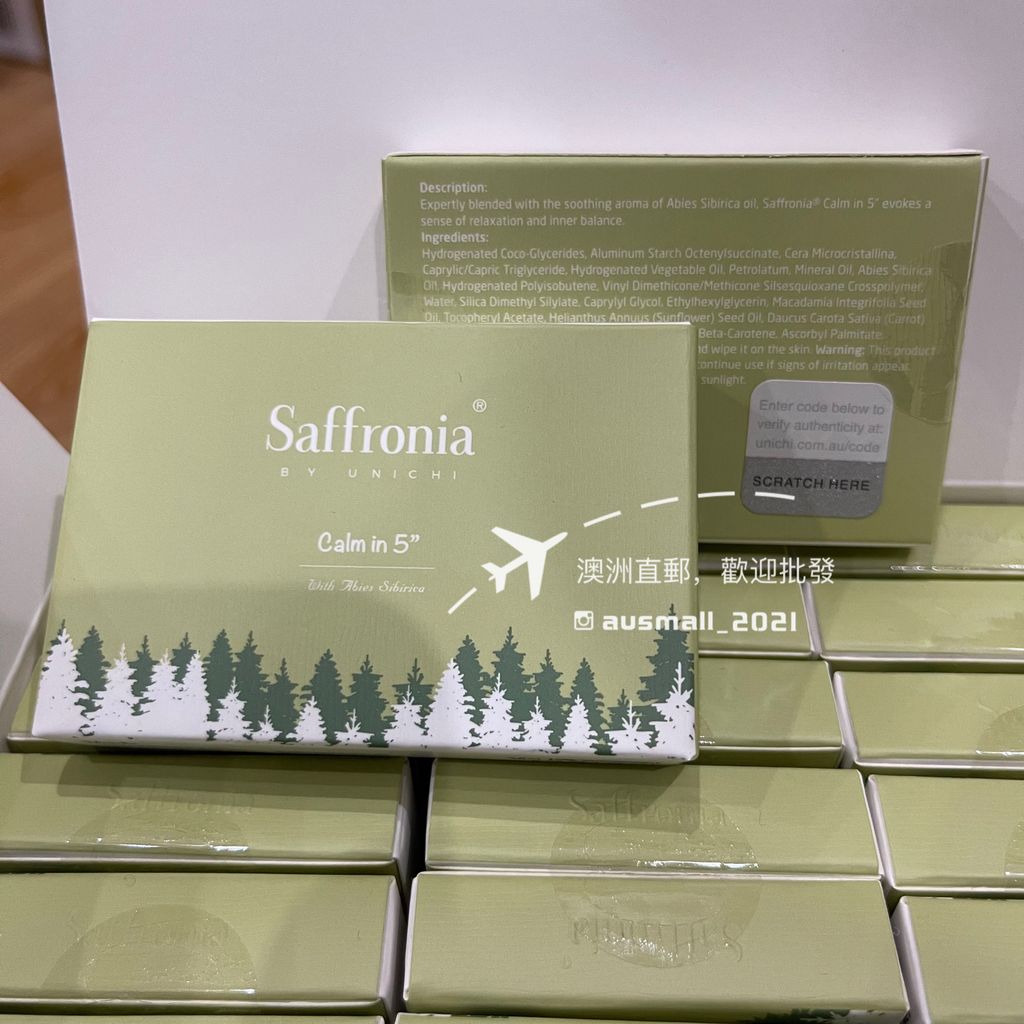 Description:
Expertly blended with the soothing aroma of Abies Sibirica oil, Saffronia® Calm in 5” evokes a
sense of relaxation and inner balance.
Ingredients:
Hydrogenated Coco-Glycerides, Aluminum Starch Octenylsuccinate, Cera Microcristallina,
Caprylic/Capric Triglyceride, Hydrogenated Vegetable Oil, Petrolatum, Mineral Oil, Abies Sibirica
Oil, Hydrogenated Polyisobutene, Vinyl Dimethicone/Methicone Silsesquioxane Crosspolymer,
Water, Silica Dimethyl Silylate, Caprylyl Glycol, Ethylhexylglycerin, Macadamia Integrifolia Seed
Oil, Tocopheryl Acetate, Helianthus Annuus (Sunflower) Seed Oil, Daucus Carota Sativa (Carrot)
Beta-Carotene, Ascorbyl Palmitate.
wipe it on the skin. Warning: This product
continue use if signs of irritation appear.
sunlight.
Enter code below to
verify authenticity at:
unichi.com.au/code
SCRATCH HERE
Saffronia®
BY UNICHI
Calm in 5”
With Abies Sibirica
澳洲直郵，歡迎批發
ausmall_2021
Saffronia
Saffronia
Saffronia